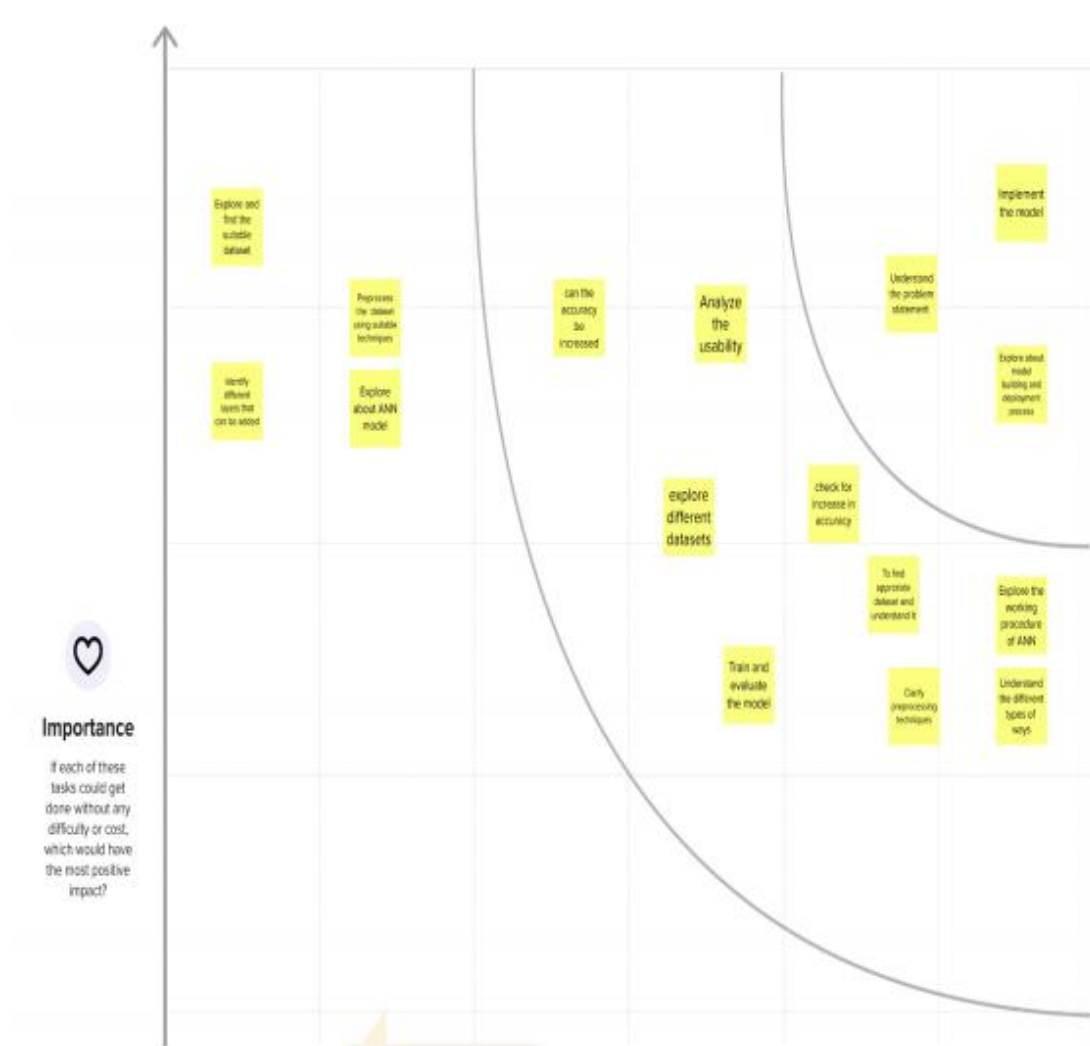 Implement
the model
Explore and
find the
suitable
dataset
Understand
the problem
statement
Preprocess
the dataset
using suitable
techniques
can the
accuracy
be
increased
Analyze
the
usability
Explore about
model
building and
deployment
process
Identify
different
layers that
can be added
Explore
about ANN
model
check for
increase in
accuracy
explore
different
datasets
To find
dataset and
understand it
Explore the
working
procedure
of ANN
Train and
evaluate
the model
Clarify
preprocessing
techniques
Understand
the different
types of
ways
Importance
If each of these
tasks could get
done without any
difficulty or cost,
which would have
the most positive
impact?